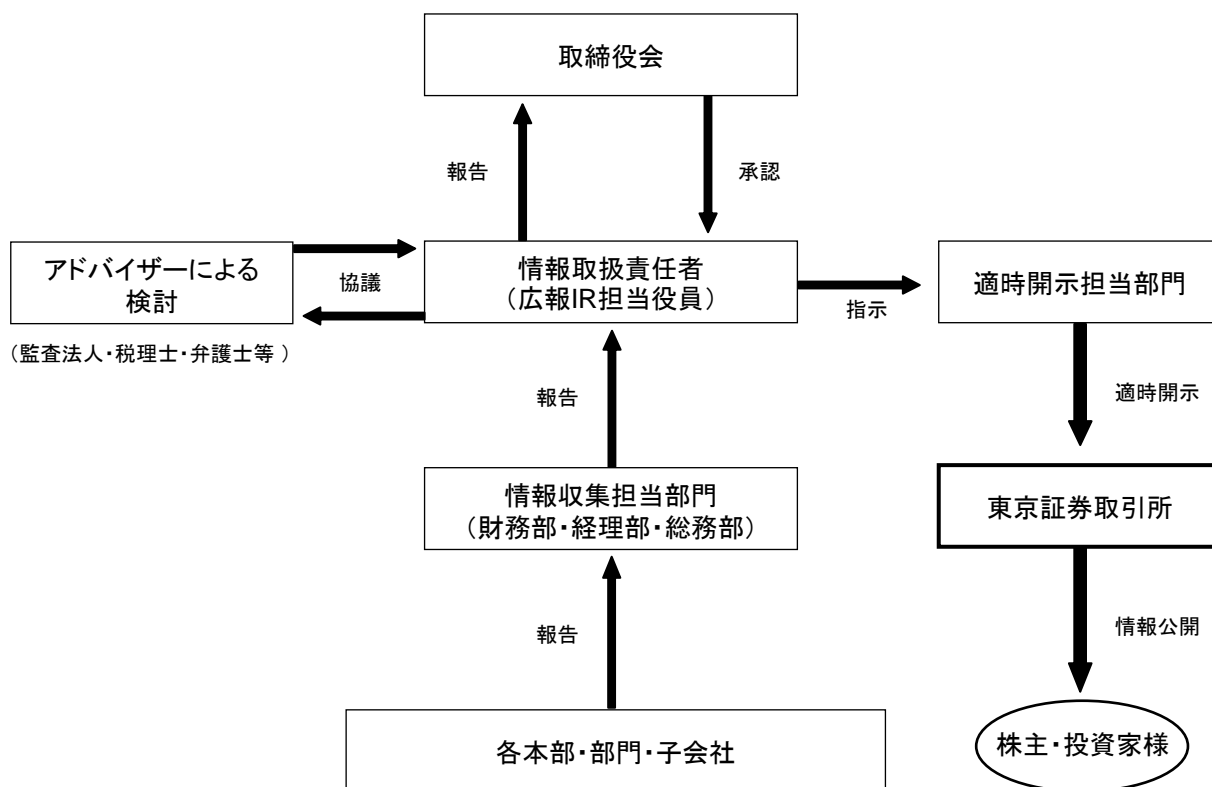 取締役会
報告
承認
アドバイザーによる
検討
協議
情報取扱責任者
（広報IR担当役員）
指示
適時開示担当部門
（監査法人・税理士・弁護士等 ）
報告
適時開示
情報収集担当部門
（財務部・経理部・総務部）
東京証券取引所
報告
情報公開
各本部・部門・子会社
株主・投資家様